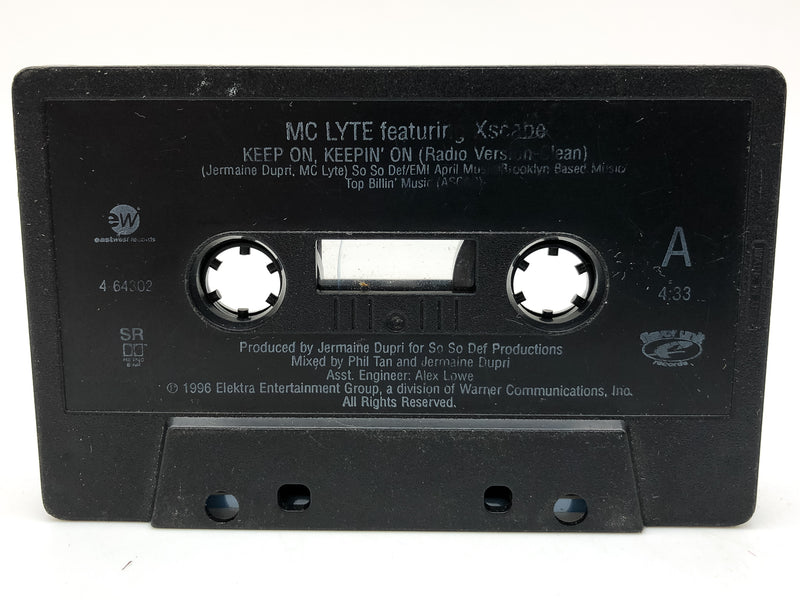 MC LYTE featuring Xscape
KEEP ON, KEEPIN' ON (Radio Version-Clean)
(Jermaine Dupri, MC Lyte) So So Def/EMI April Music/Brooklyn Based Music/
Top Billin' Music (ASCAP)
eW
eastwest records
A
4-64302
4:33
SR
Produced by Jermaine Dupri for So So Def Productions
Mixed by Phil Tan and Jermaine Dupri
Asst. Engineer: Alex Lowe
℗ 1996 Elektra Entertainment Group, a division of Warner Communications, Inc.
All Rights Reserved.
records